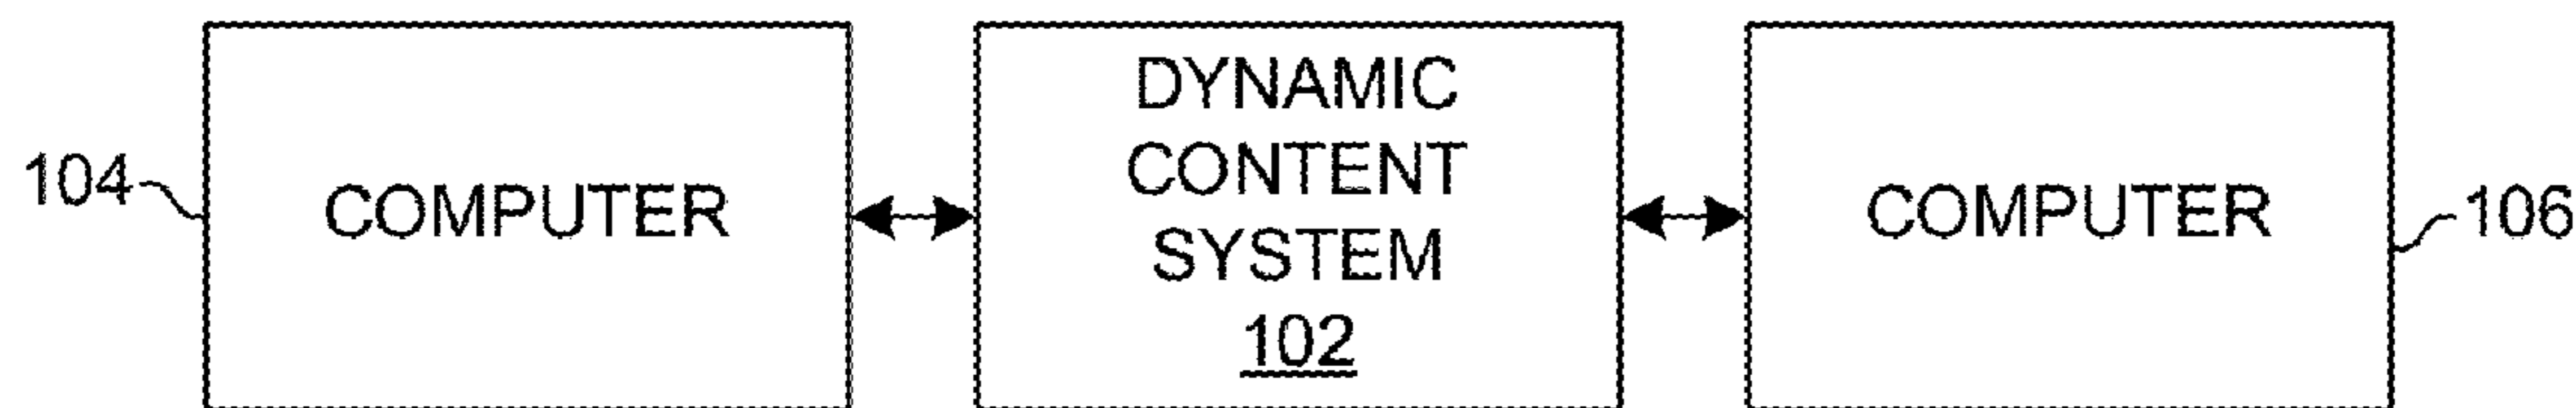 104
COMPUTER
DYNAMIC
CONTENT
SYSTEM
102
COMPUTER
106